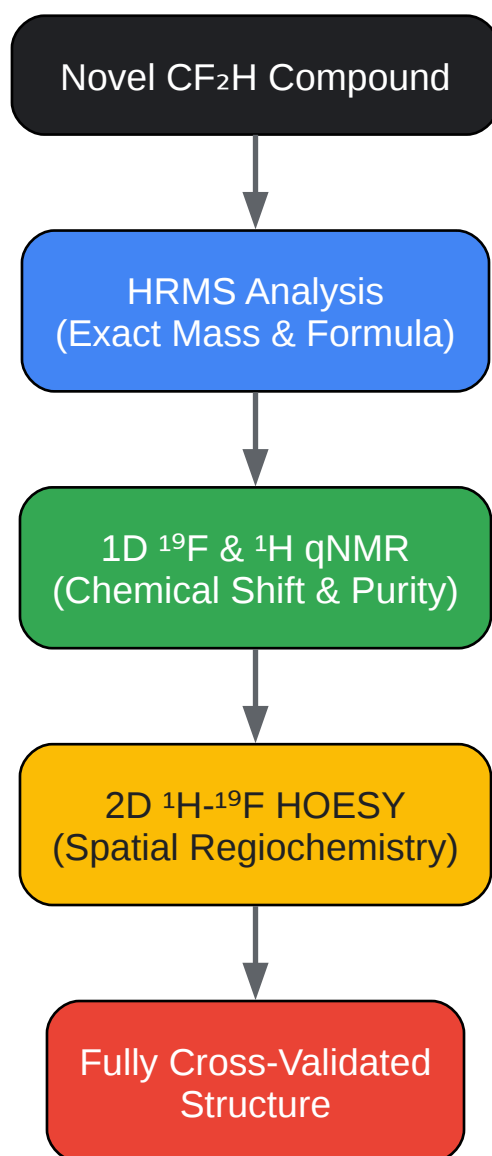 Novel CF₂H Compound
HRMS Analysis
(Exact Mass & Formula)
1D ¹⁹F & ¹H qNMR
(Chemical Shift & Purity)
2D ¹H-¹⁹F HOESY
(Spatial Regiochemistry)
Fully Cross-Validated
Structure